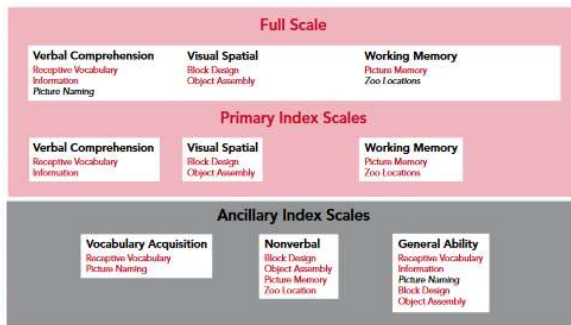 Full Scale
Verbal Comprehension
Receptive Vocabulary
Information
Picture Naming
Visual Spatial
Block Design
Object Assembly
Working Memory
Picture Memory
Zoo Locations
Primary Index Scales
Verbal Comprehension
Receptive Vocabulary
Information
Visual Spatial
Block Design
Object Assembly
Working Memory
Picture Memory
Zoo Locations
Ancillary Index Scales
Vocabulary Acquisition
Receptive Vocabulary
Picture Naming
Nonverbal
Block Design
Object Assembly
Picture Memory
Zoo Location
General Ability
Receptive Vocabulary
Information
Picture Naming
Block Design
Object Assembly